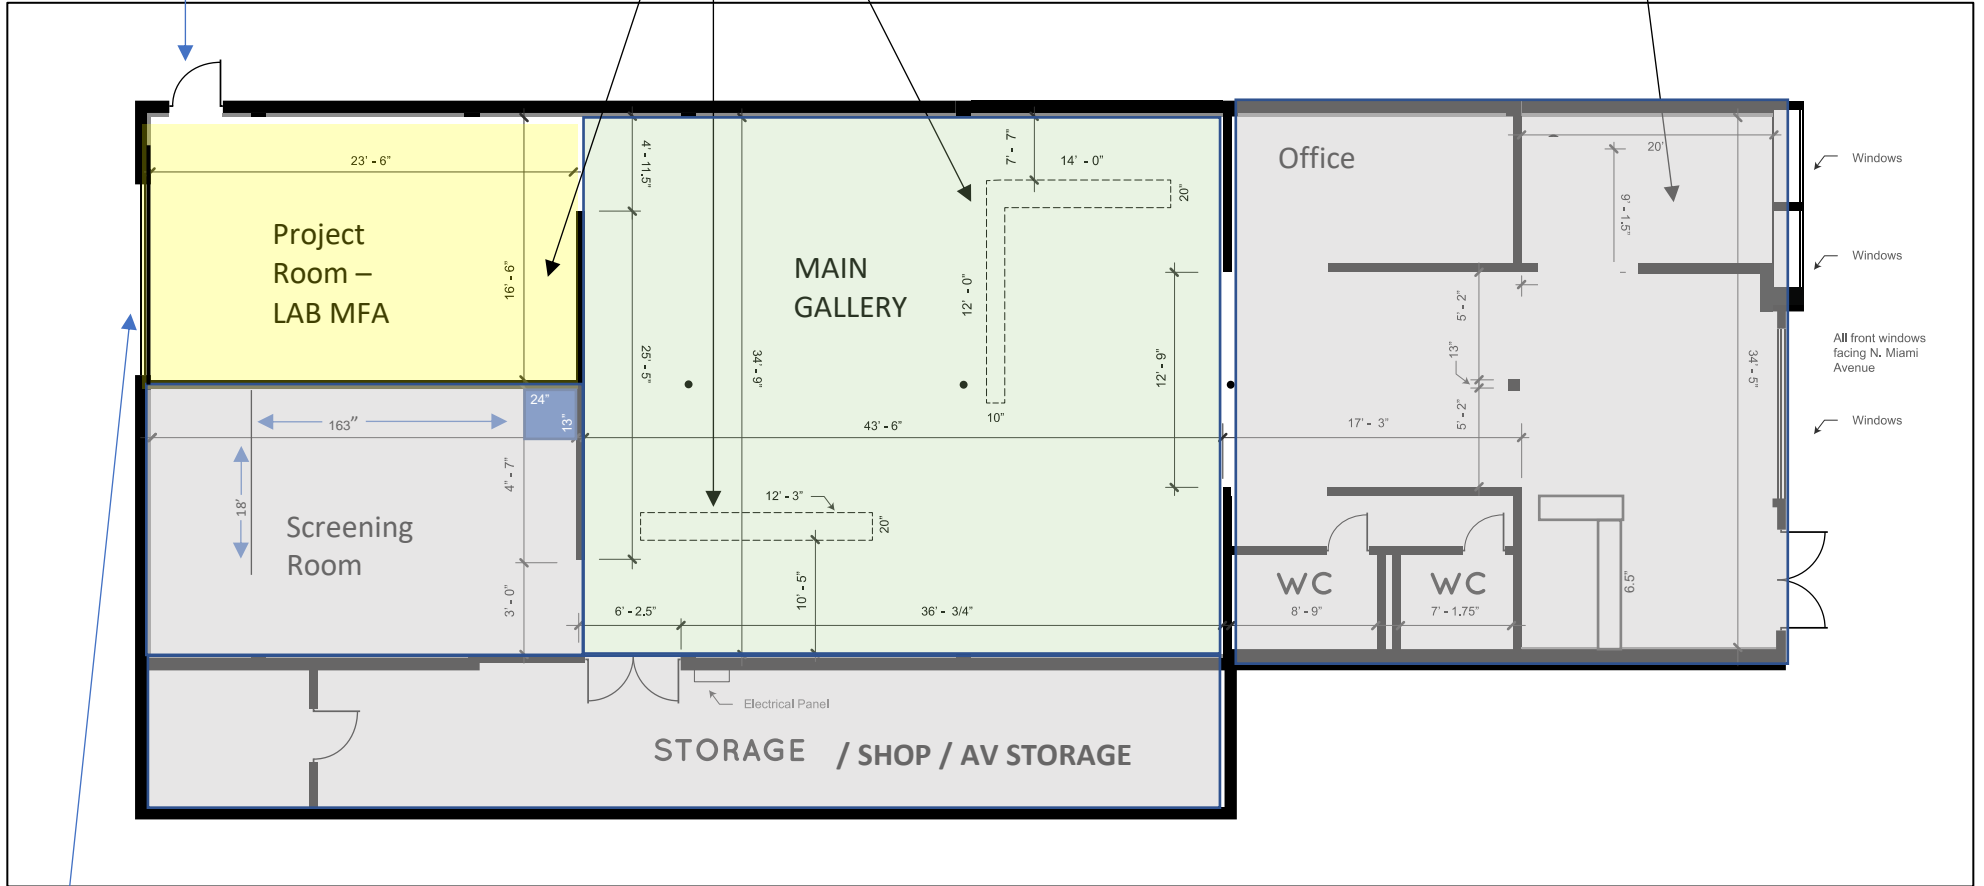 23' - 6"
Project
Room –
LAB MFA
16' - 6"
4' - 11.5"
25' - 5"
34' - 9"
MAIN
GALLERY
7' - 7"
14' - 0"
20"
12' - 0"
10"
12' - 9"
43' - 6"
12' - 3"
20"
10' - 5"
6' - 2.5"
36' - 3/4"
24"
13"
163"
18'
4" - 7"
3' - 0"
Screening
Room
Office
20'
9' - 1.5"
5' - 2"
13"
5' - 2"
17' - 3"
34' - 5"
WC
8' - 9"
WC
7' - 1.75"
6.5"
Windows
Windows
All front windows
facing N. Miami
Avenue
Windows
Electrical Panel
STORAGE / SHOP / AV STORAGE